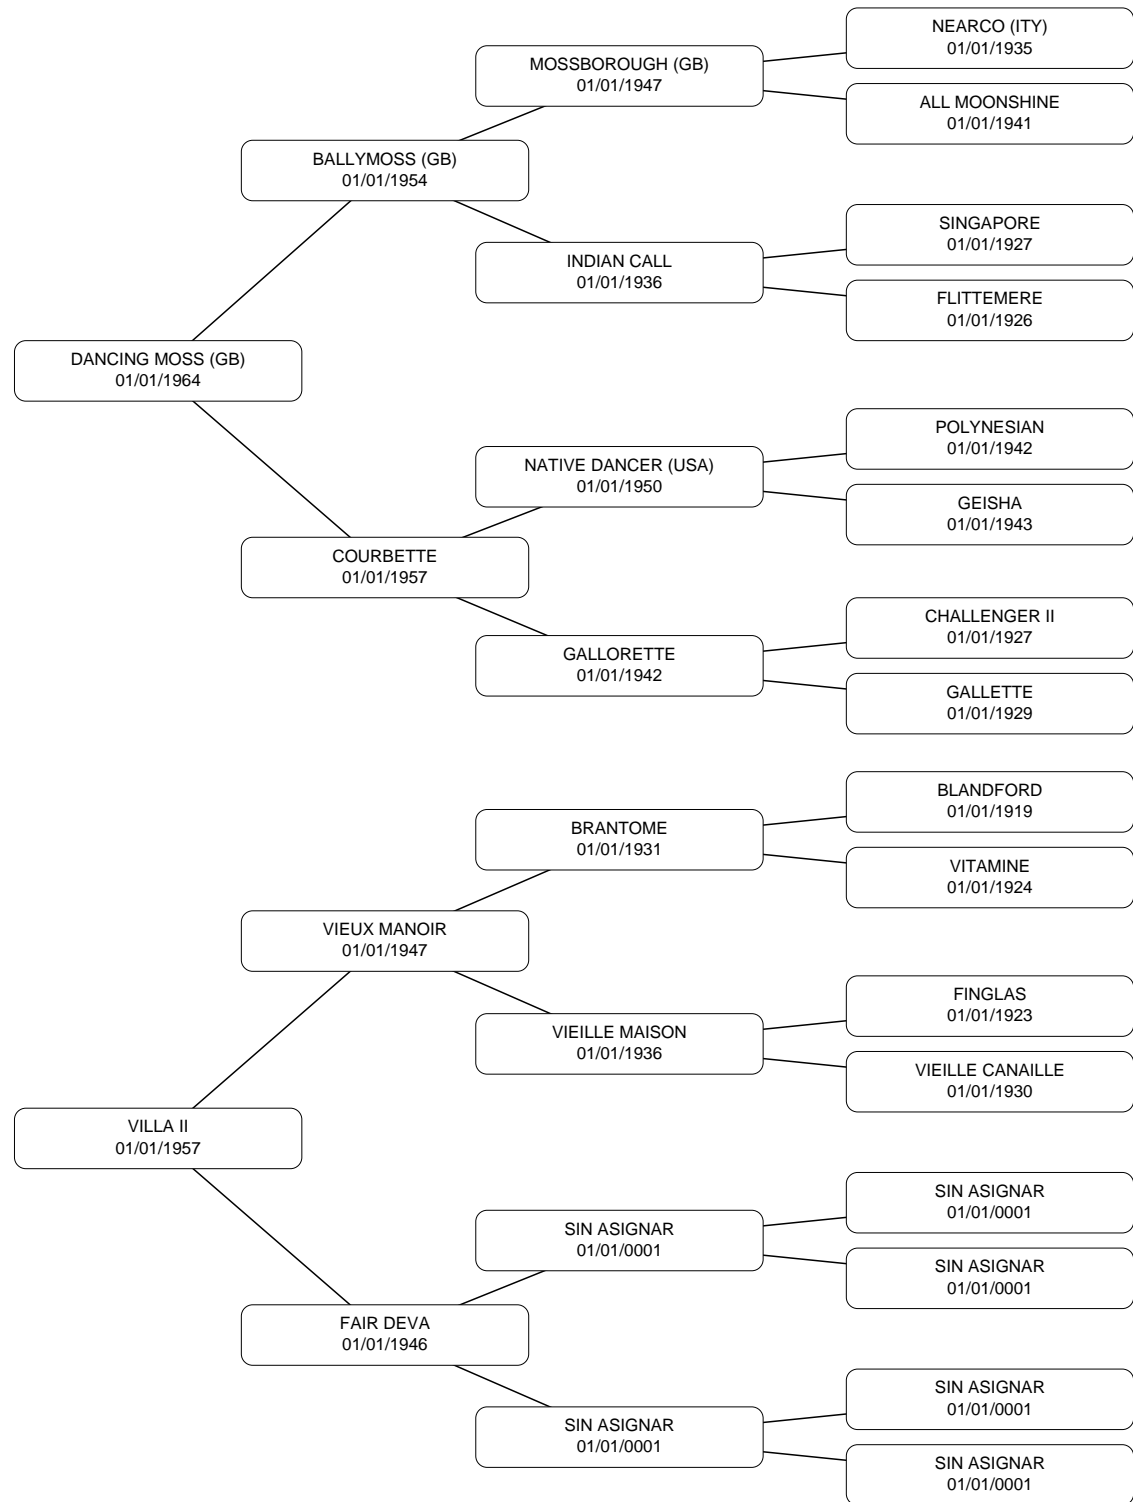 NEARCO (ITY)
01/01/1935
MOSSBOROUGH (GB)
01/01/1947
ALL MOONSHINE
01/01/1941
BALLYMOSS (GB)
01/01/1954
SINGAPORE
01/01/1927
INDIAN CALL
01/01/1936
FLITTEMERE
01/01/1926
DANCING MOSS (GB)
01/01/1964
POLYNESIAN
01/01/1942
NATIVE DANCER (USA)
01/01/1950
GEISHA
01/01/1943
COURBETTE
01/01/1957
CHALLENGER II
01/01/1927
GALLORETTE
01/01/1942
GALLETTE
01/01/1929
BLANDFORD
01/01/1919
BRANTOME
01/01/1931
VITAMINE
01/01/1924
VIEUX MANOIR
01/01/1947
FINGLAS
01/01/1923
VIEILLE MAISON
01/01/1936
VIEILLE CANAILLE
01/01/1930
VILLA II
01/01/1957
SIN ASIGNAR
01/01/0001
SIN ASIGNAR
01/01/0001
SIN ASIGNAR
01/01/0001
FAIR DEVA
01/01/1946
SIN ASIGNAR
01/01/0001
SIN ASIGNAR
01/01/0001
SIN ASIGNAR
01/01/0001